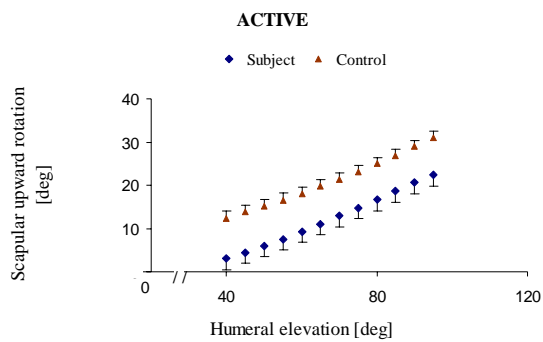 ACTIVE
Subject Control
Scapular upward rotation
[deg]
40
30
20
10
0
40 80 120
Humeral elevation [deg]